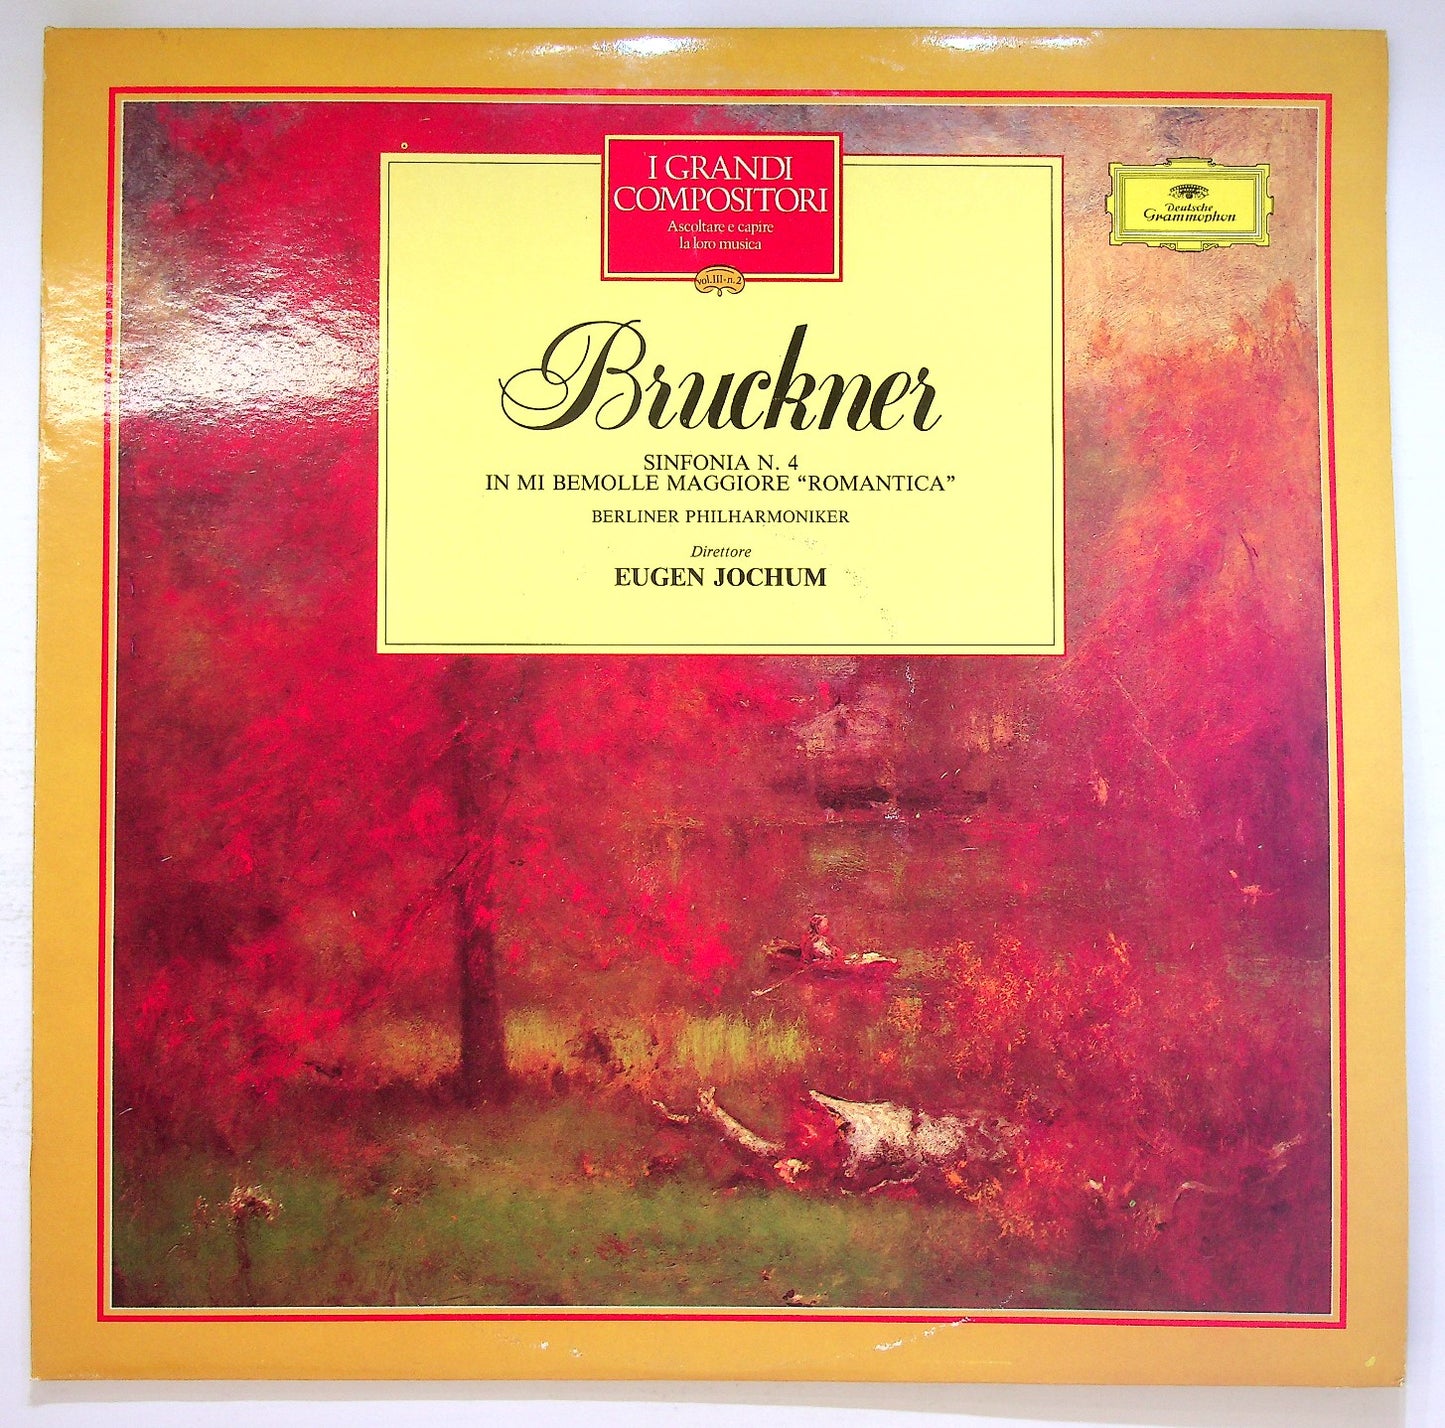 I GRANDI
COMPOSITORI
Ascoltare e capire
la loro musica
vol.III-n.2
Deutsche
Grammophon
Bruckner
SINFONIA N. 4
IN MI BEMOLLE MAGGIORE “ROMANTICA”
BERLINER PHILHARMONIKER
Direttore
EUGEN JOCHUM